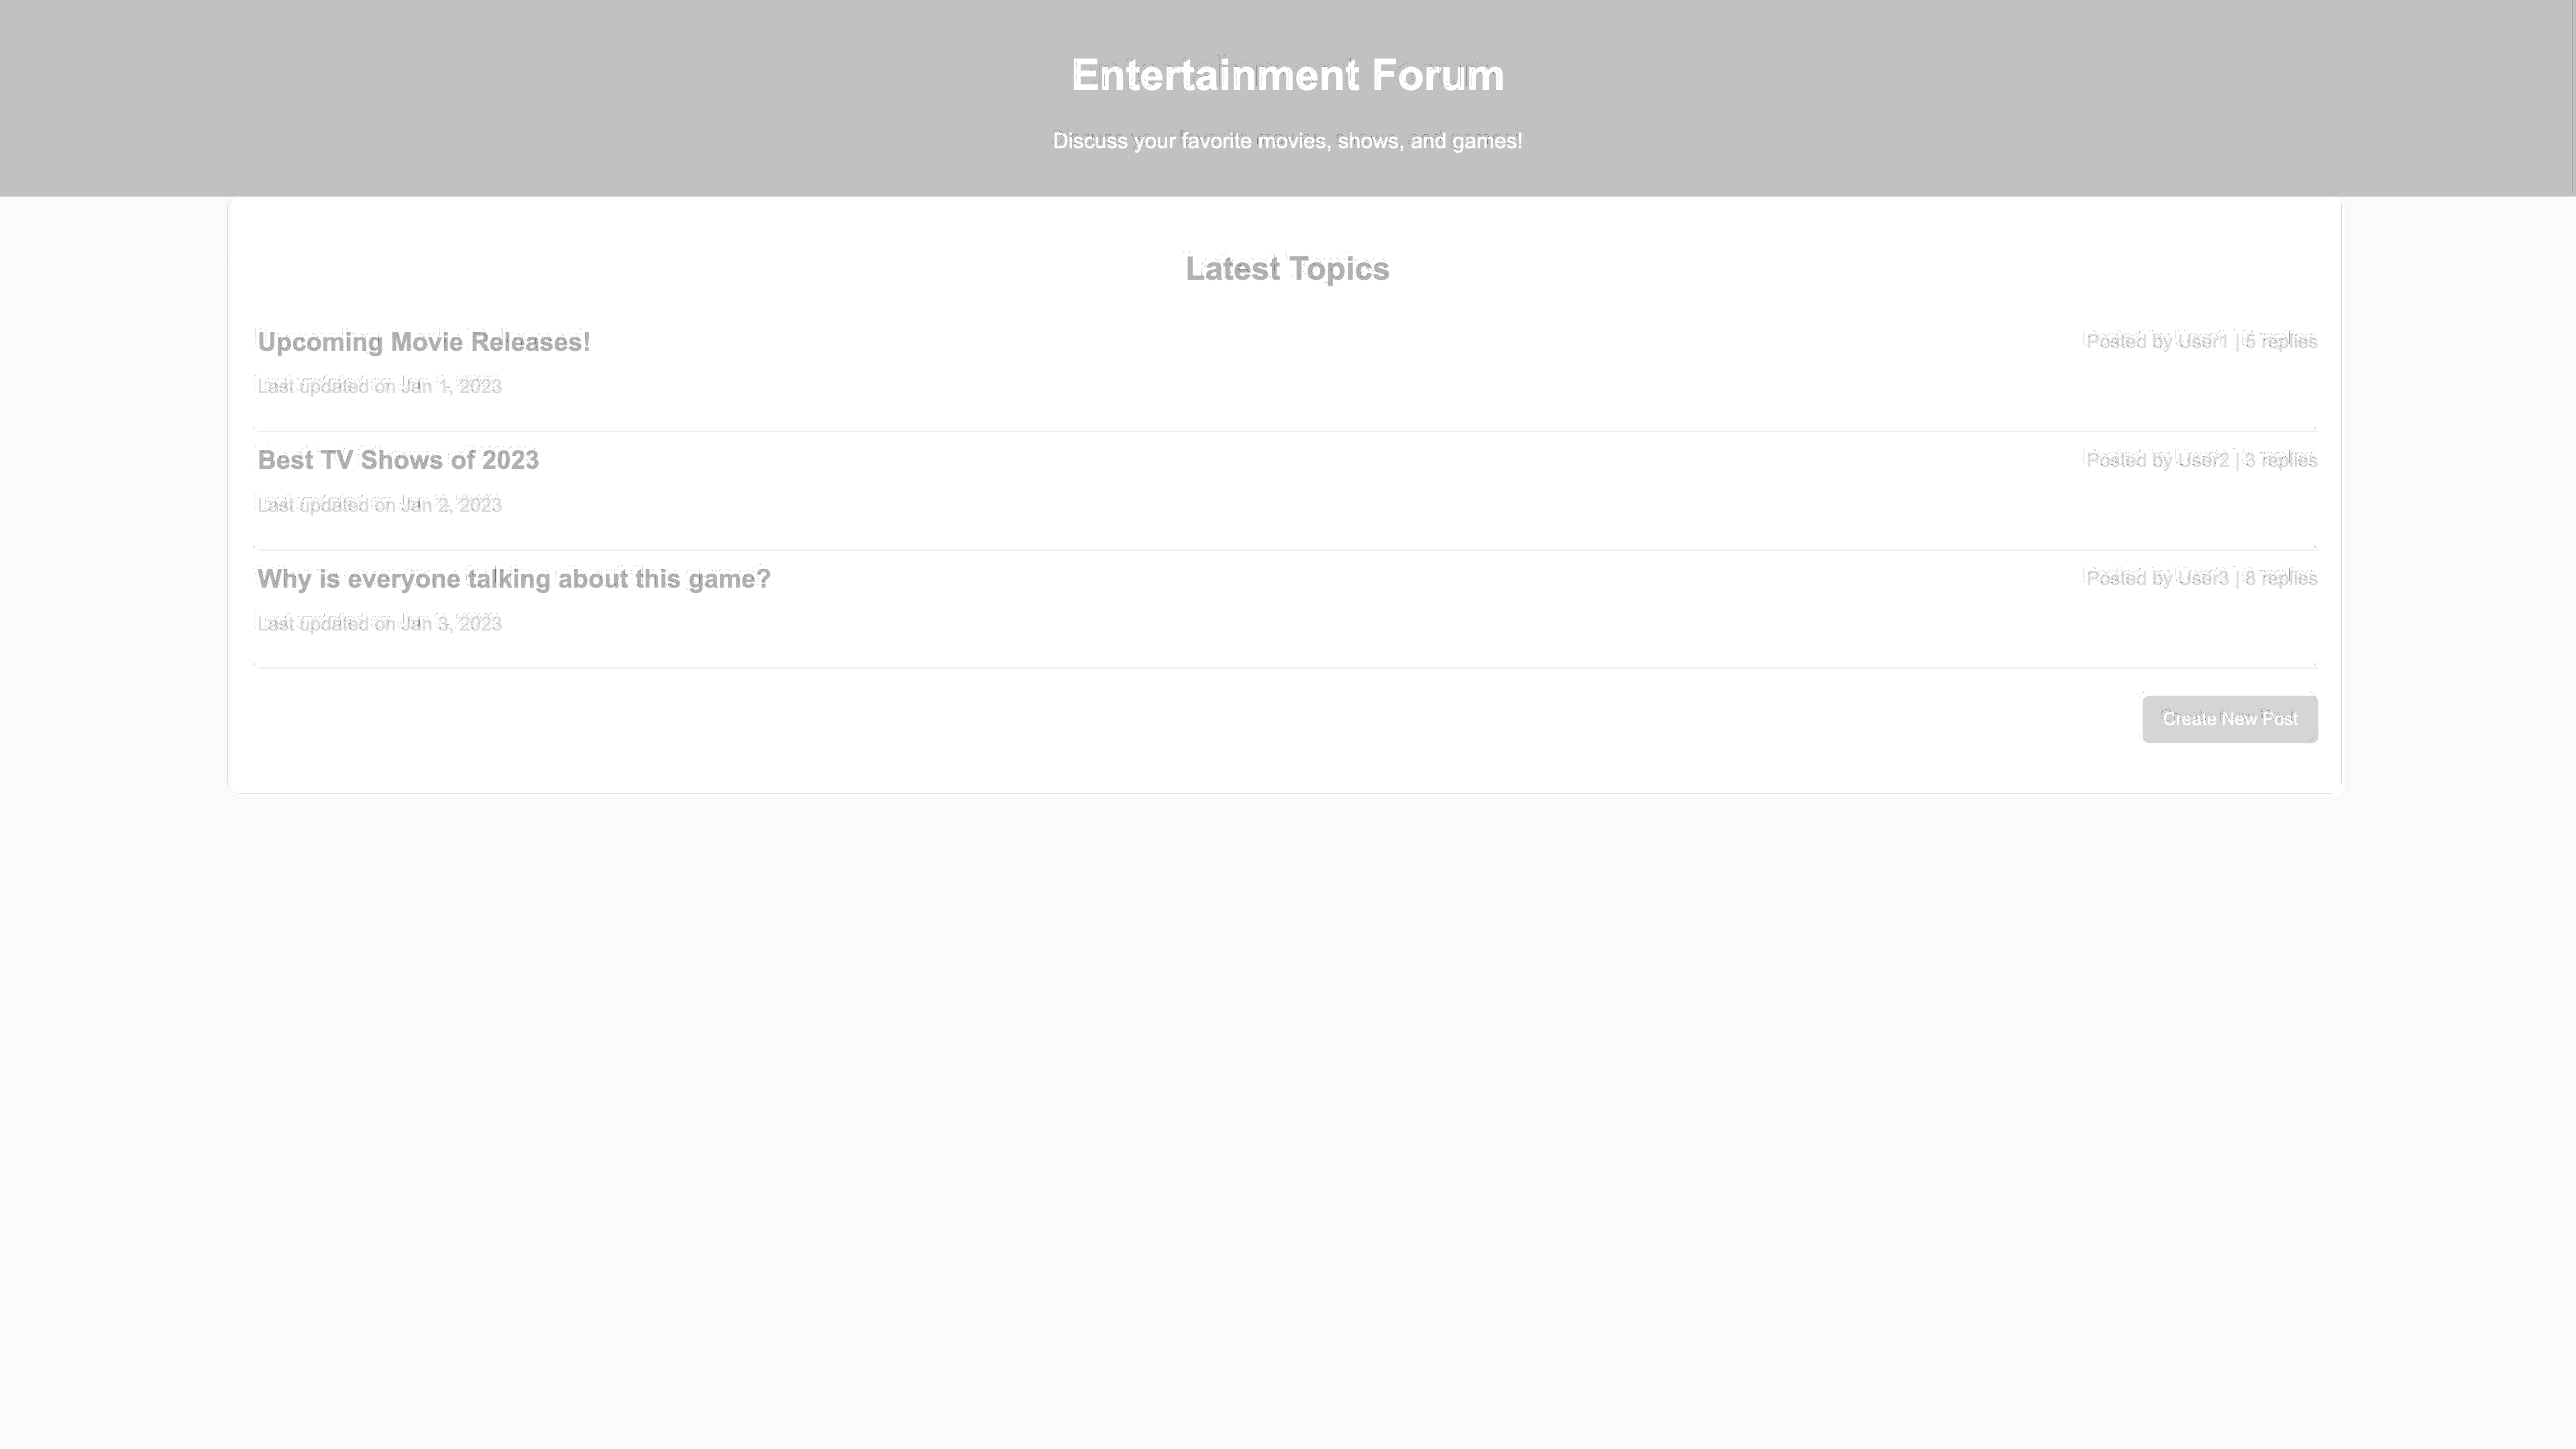 Entertainment Forum
Discuss your favorite movies, shows, and games!
Latest Topics
Upcoming Movie Releases!
Posted by User1 | 5 replies
Last updated on Jan 1, 2023
Best TV Shows of 2023
Posted by User2 | 3 replies
Last updated on Jan 2, 2023
Why is everyone talking about this game?
Posted by User3 | 8 replies
Last updated on Jan 3, 2023
Create New Post